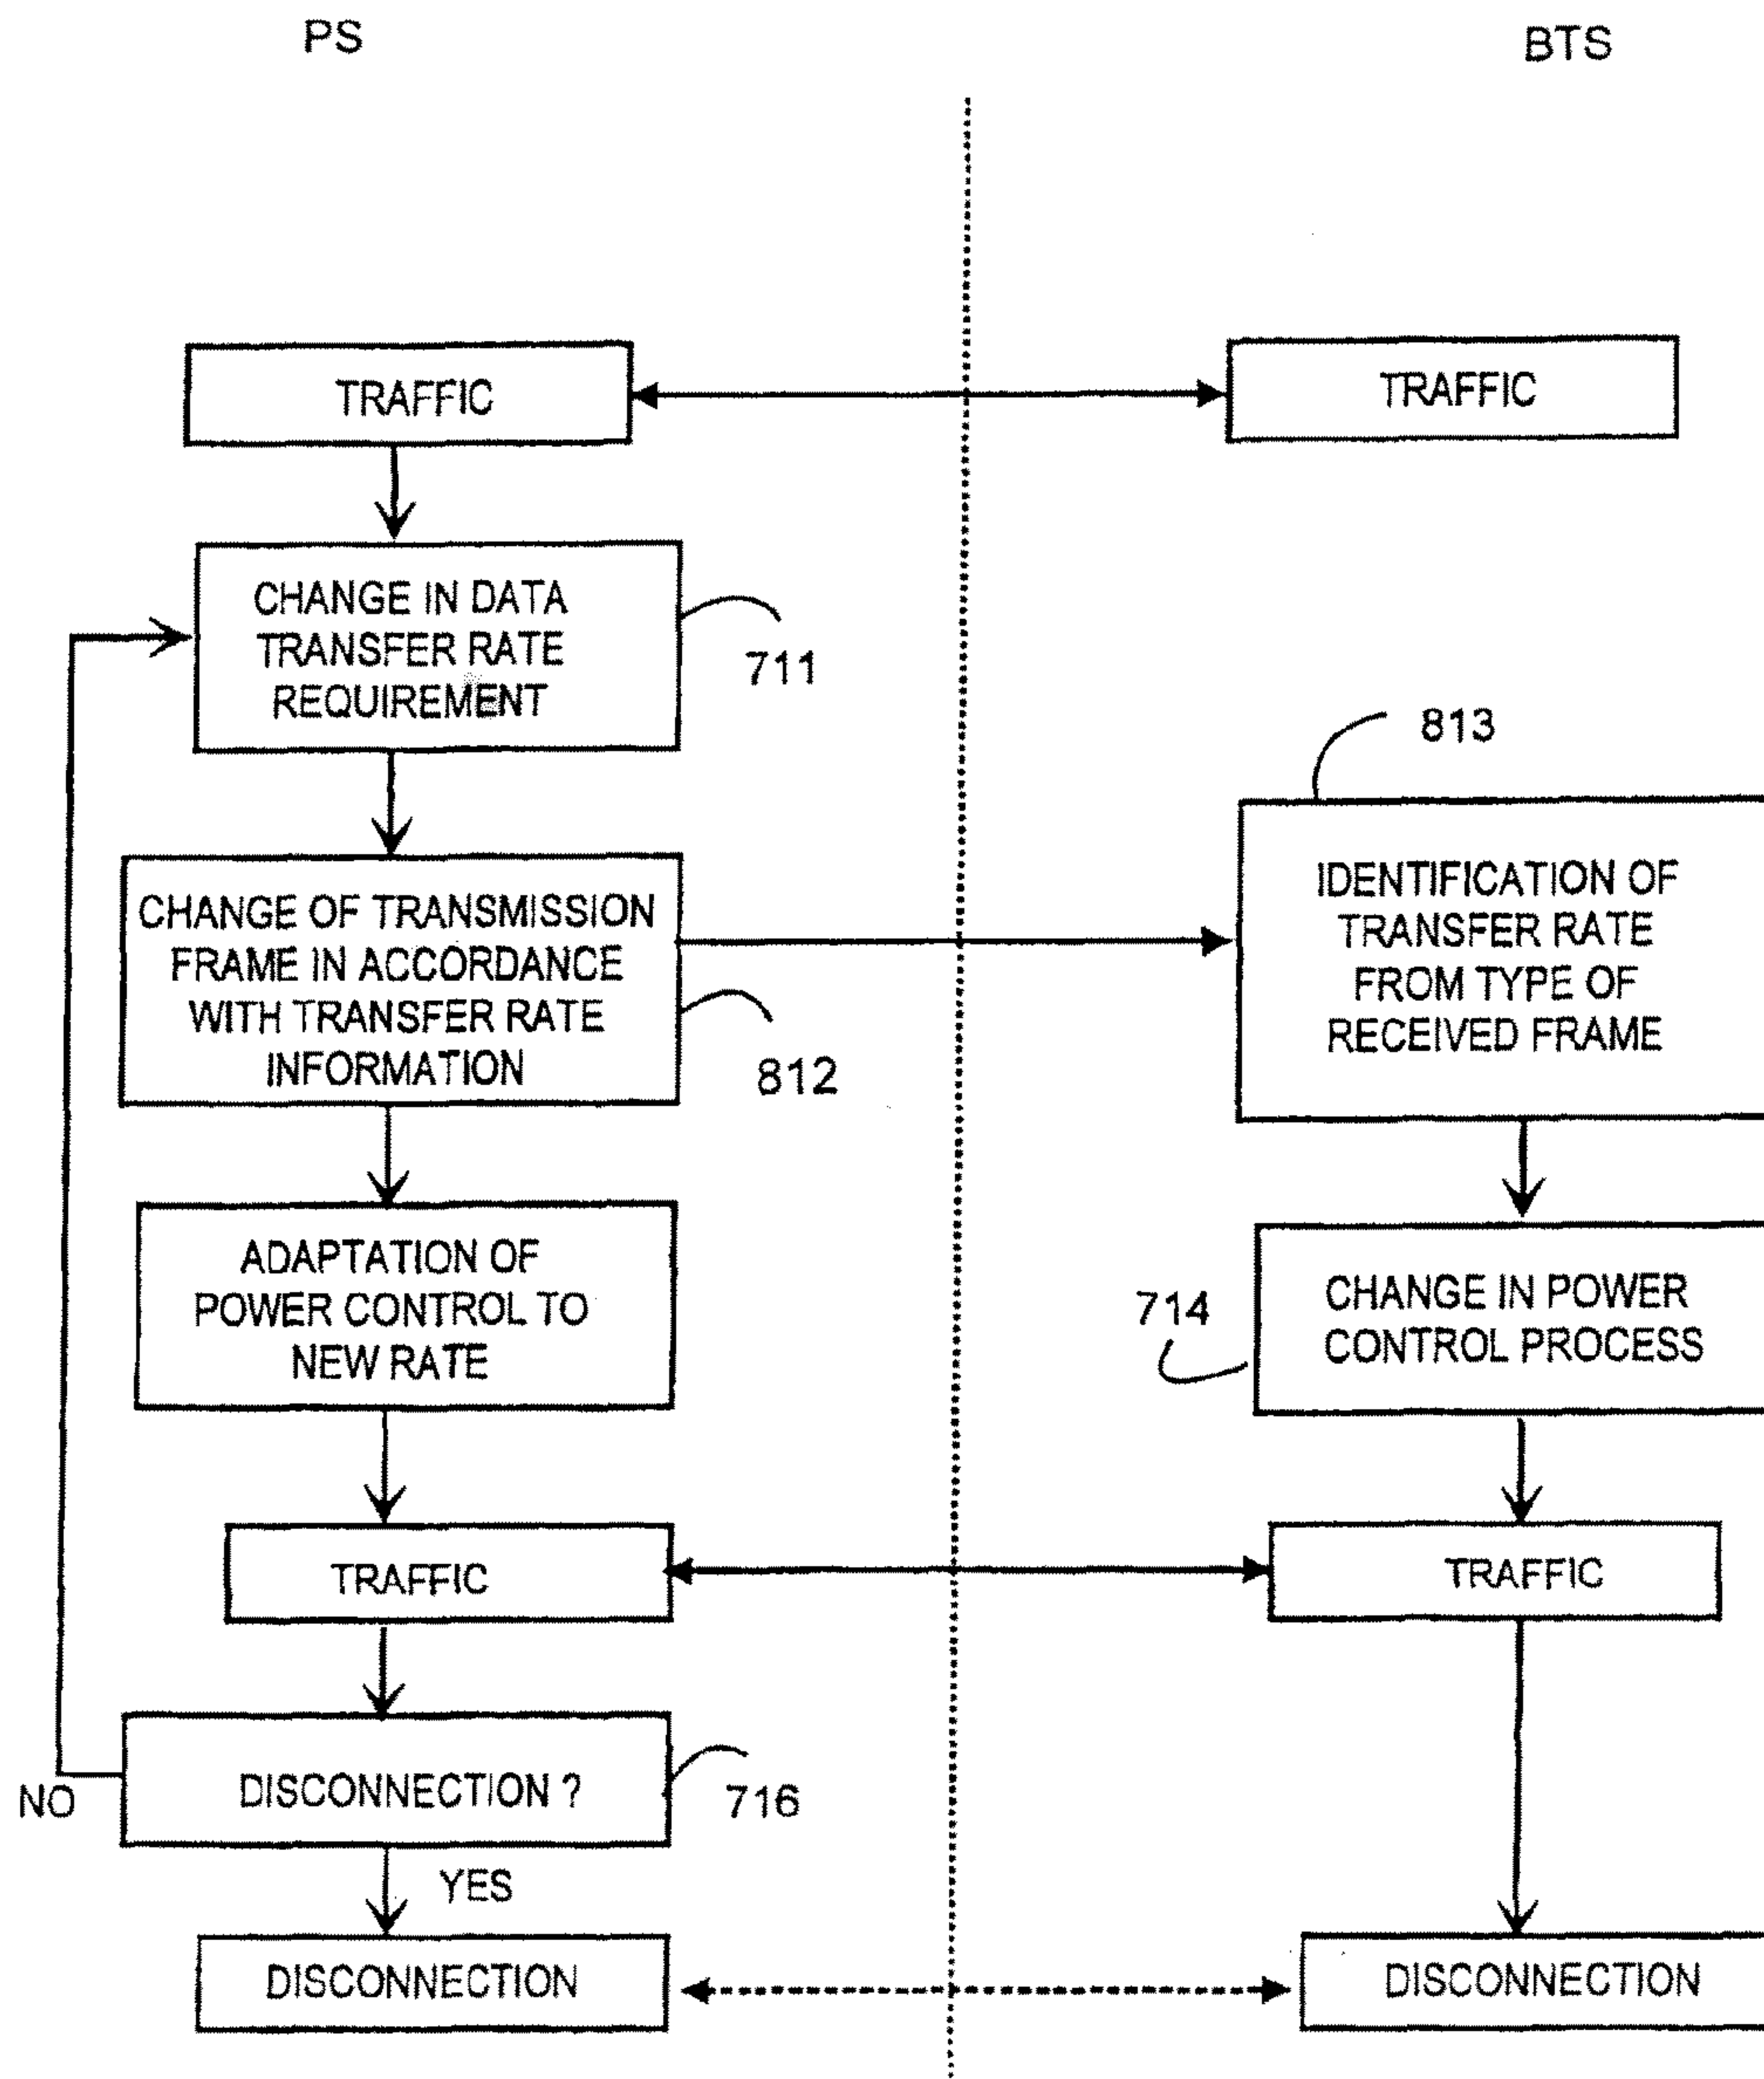 PS
BTS
TRAFFIC
TRAFFIC
CHANGE IN DATA
TRANSFER RATE
REQUIREMENT
711
813
CHANGE OF TRANSMISSION
FRAME IN ACCORDANCE
WITH TRANSFER RATE
INFORMATION
812
IDENTIFICATION OF
TRANSFER RATE
FROM TYPE OF
RECEIVED FRAME
ADAPTATION OF
POWER CONTROL TO
NEW RATE
714
CHANGE IN POWER
CONTROL PROCESS
TRAFFIC
TRAFFIC
NO
DISCONNECTION ?
716
YES
DISCONNECTION
DISCONNECTION